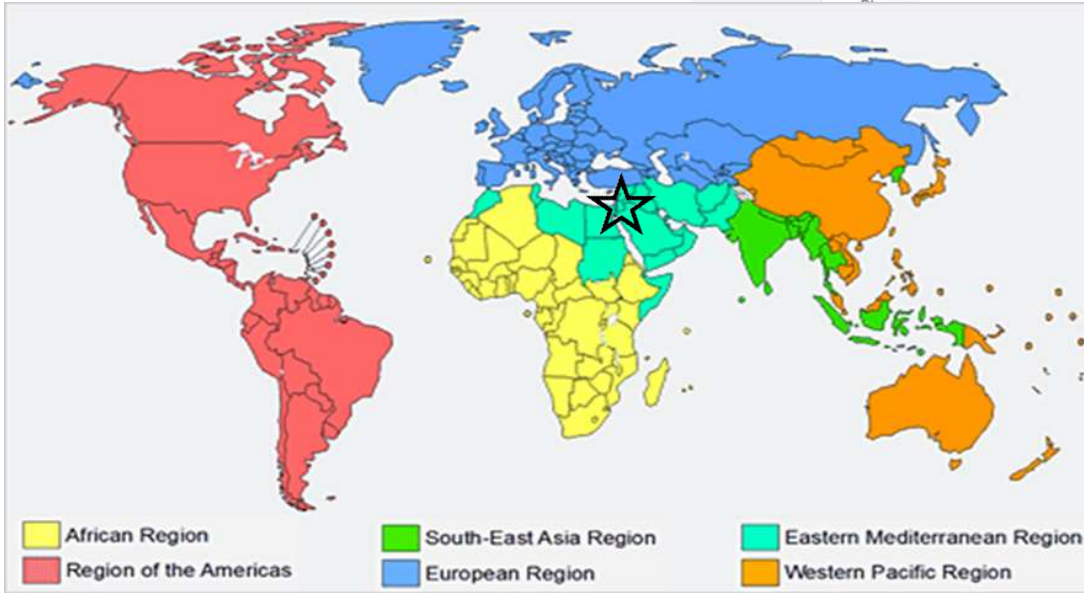 African Region
South-East Asia Region
Eastern Mediterranean Region
Region of the Americas
European Region
Western Pacific Region